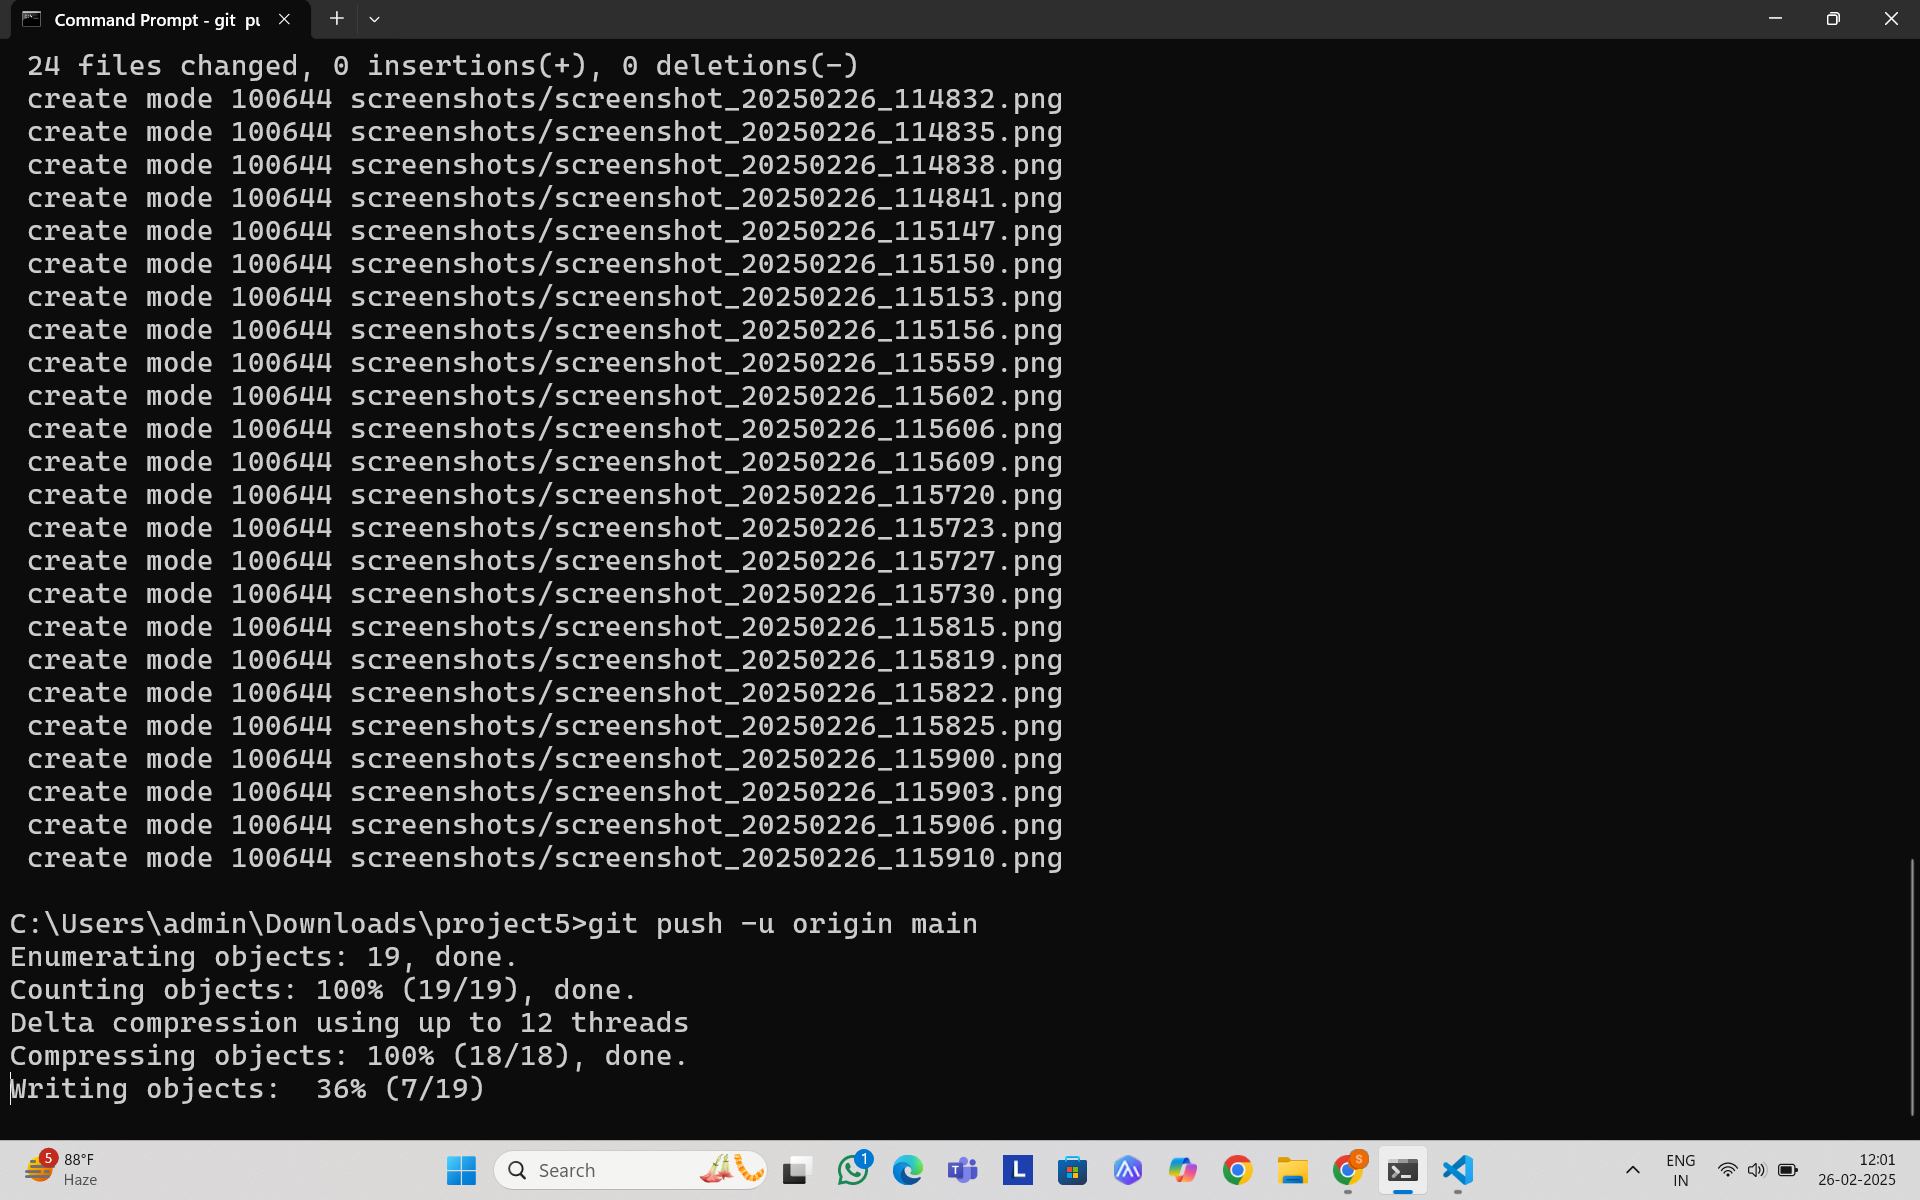 Command Prompt - git pu
24 files changed, 0 insertions(+), 0 deletions(-)
create mode 100644 screenshots/screenshot_20250226_114832.png
create mode 100644 screenshots/screenshot_20250226_114835.png
create mode 100644 screenshots/screenshot_20250226_114838.png
create mode 100644 screenshots/screenshot_20250226_114841.png
create mode 100644 screenshots/screenshot_20250226_115147.png
create mode 100644 screenshots/screenshot_20250226_115150.png
create mode 100644 screenshots/screenshot_20250226_115153.png
create mode 100644 screenshots/screenshot_20250226_115156.png
create mode 100644 screenshots/screenshot_20250226_115559.png
create mode 100644 screenshots/screenshot_20250226_115602.png
create mode 100644 screenshots/screenshot_20250226_115606.png
create mode 100644 screenshots/screenshot_20250226_115609.png
create mode 100644 screenshots/screenshot_20250226_115720.png
create mode 100644 screenshots/screenshot_20250226_115723.png
create mode 100644 screenshots/screenshot_20250226_115727.png
create mode 100644 screenshots/screenshot_20250226_115730.png
create mode 100644 screenshots/screenshot_20250226_115815.png
create mode 100644 screenshots/screenshot_20250226_115819.png
create mode 100644 screenshots/screenshot_20250226_115822.png
create mode 100644 screenshots/screenshot_20250226_115825.png
create mode 100644 screenshots/screenshot_20250226_115900.png
create mode 100644 screenshots/screenshot_20250226_115903.png
create mode 100644 screenshots/screenshot_20250226_115906.png
create mode 100644 screenshots/screenshot_20250226_115910.png
C:\Users\admin\Downloads\project5>git push -u origin main
Enumerating objects: 19, done.
Counting objects: 100% (19/19), done.
Delta compression using up to 12 threads
Compressing objects: 100% (18/18), done.
Writing objects:  36% (7/19)
5
88°F
Haze
Search
1
T
L
S
ENG
IN
12:01
26-02-2025